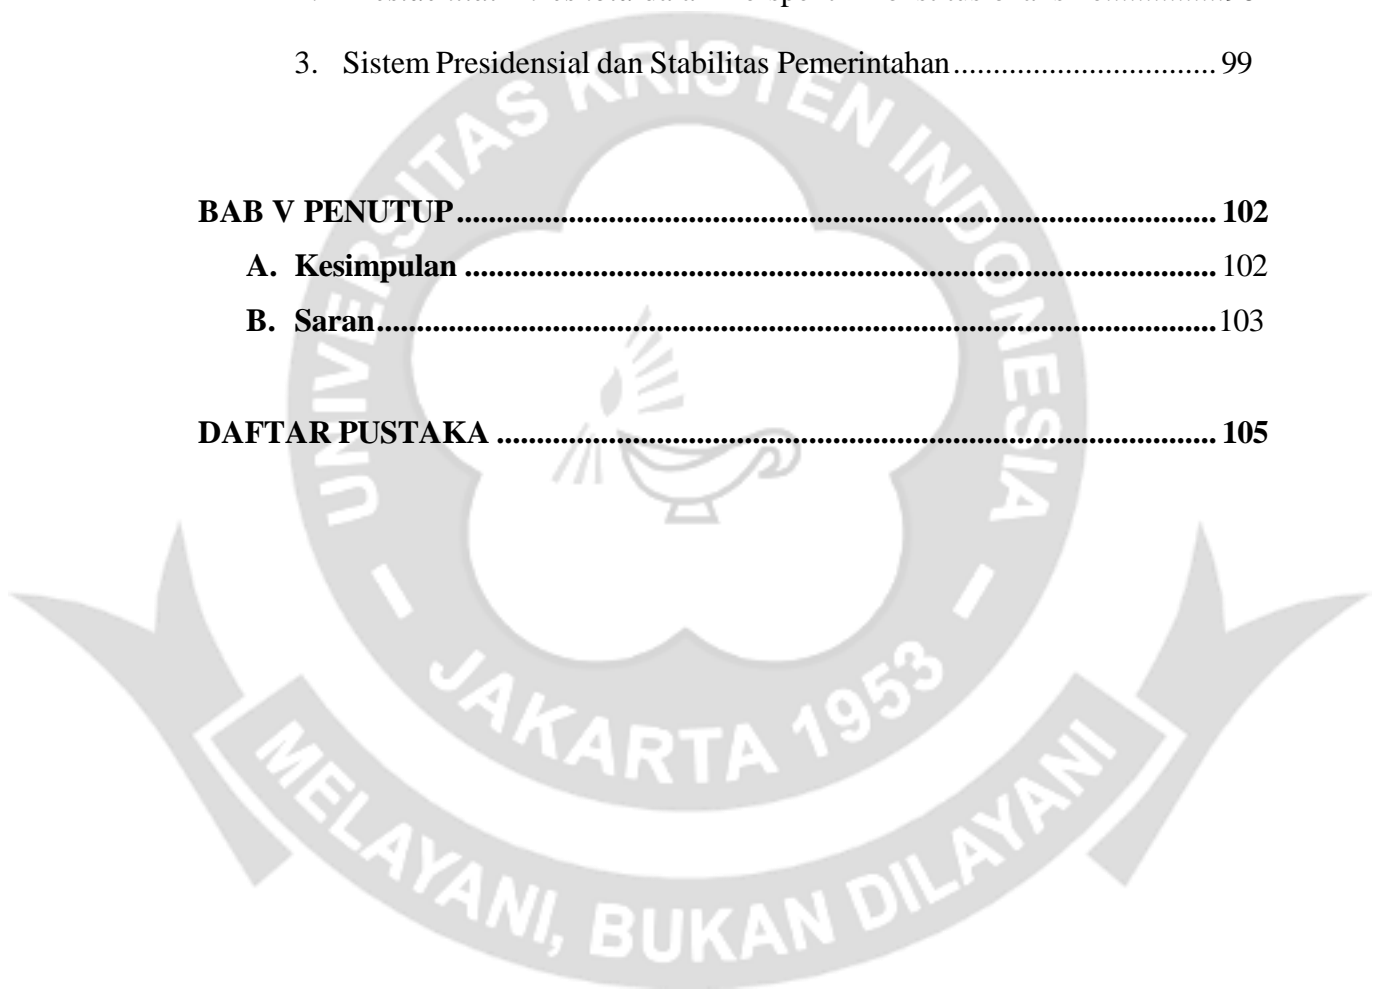 3. Sistem Presidensial dan Stabilitas Pemerintahan................................ 99
BAB V PENUTUP................................................................................................ 102
A. Kesimpulan ............................................................................................... 102
B. Saran..........................................................................................................103
DAFTAR PUSTAKA ........................................................................................... 105
UNIVERSITAS KRISTEN INDONESIA
JAKARTA 1953
MELAYANI, BUKAN DILAYANI